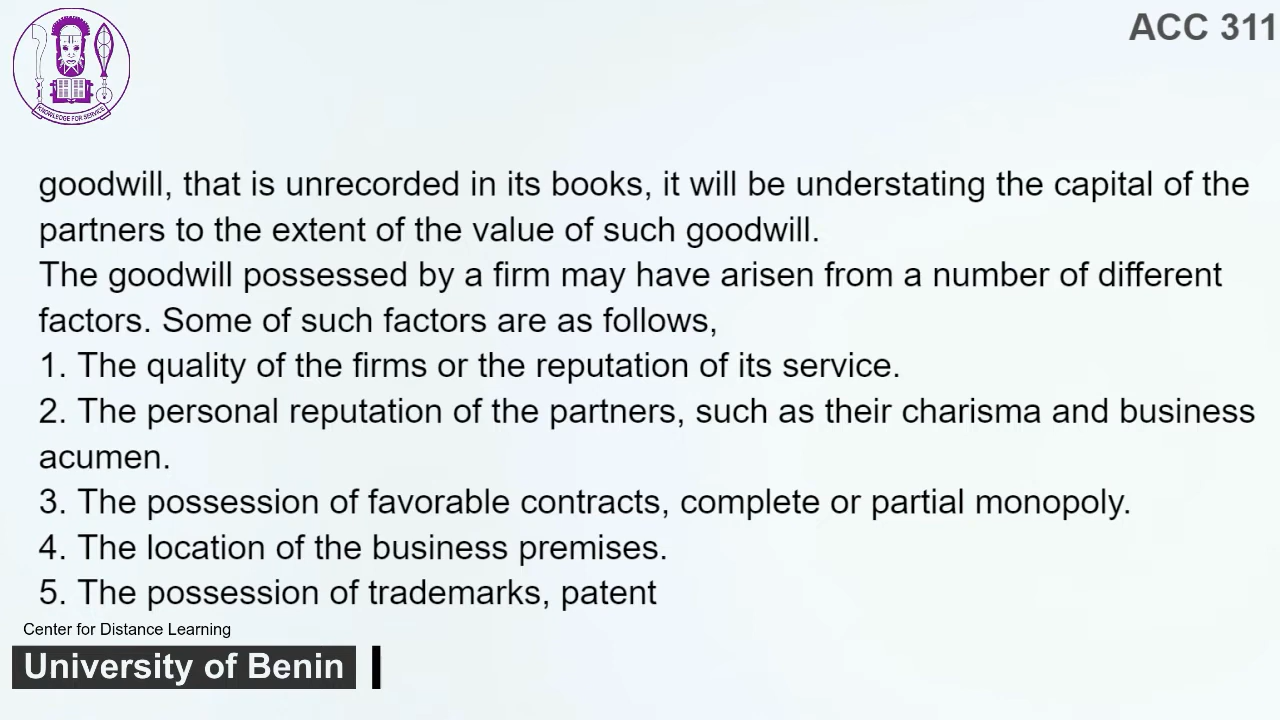 ACC 311
KNOWLEDGE FOR SERVICE
goodwill, that is unrecorded in its books, it will be understating the capital of the
partners to the extent of the value of such goodwill.
The goodwill possessed by a firm may have arisen from a number of different
factors. Some of such factors are as follows,
1. The quality of the firms or the reputation of its service.
2. The personal reputation of the partners, such as their charisma and business
acumen.
3. The possession of favorable contracts, complete or partial monopoly.
4. The location of the business premises.
5. The possession of trademarks, patent
Center for Distance Learning
University of Benin